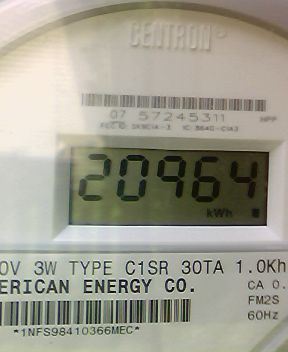 CENTRON
07 57245311
20964
kWh
0V 3W TYPE C1SR 30TA 1.0Kh
ERICAN ENERGY CO.
CA 0.
FM2S
60Hz
*1NFS98410366MEC*